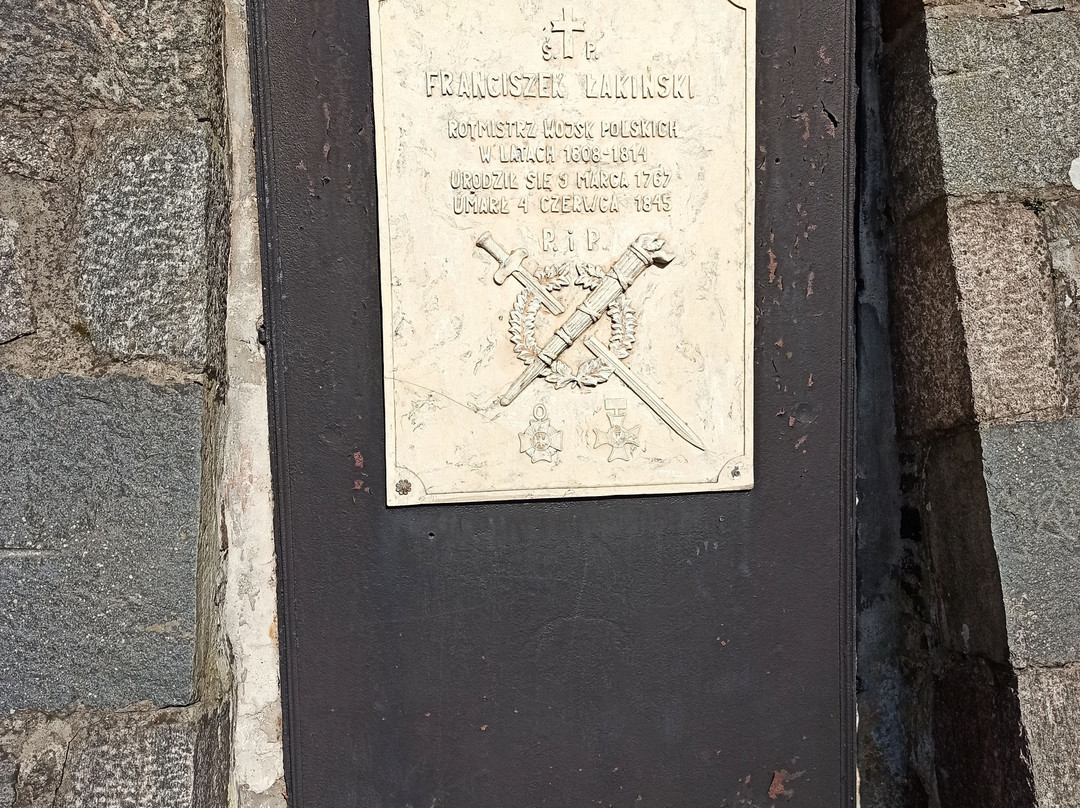 Ś. P.
FRANCISZEK ŁAKIŃSKI
ROTMISTRZ WOJSK POLSKICH
W LATACH 1808-1814
URODZIŁ SIĘ 9 MARCA 1767
UMARŁ 4 CZERWCA 1845
P. i P.